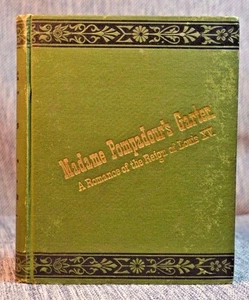 Madame Pompadour's Garter.
A Romance of the Reign of Louis XV.